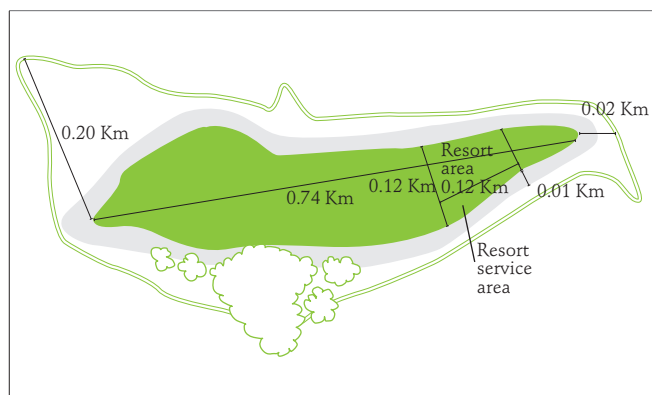 0.02 Km
0.20 Km
Resort
area
0.12 Km
0.12 Km
0.01 Km
0.74 Km
Resort
service
area